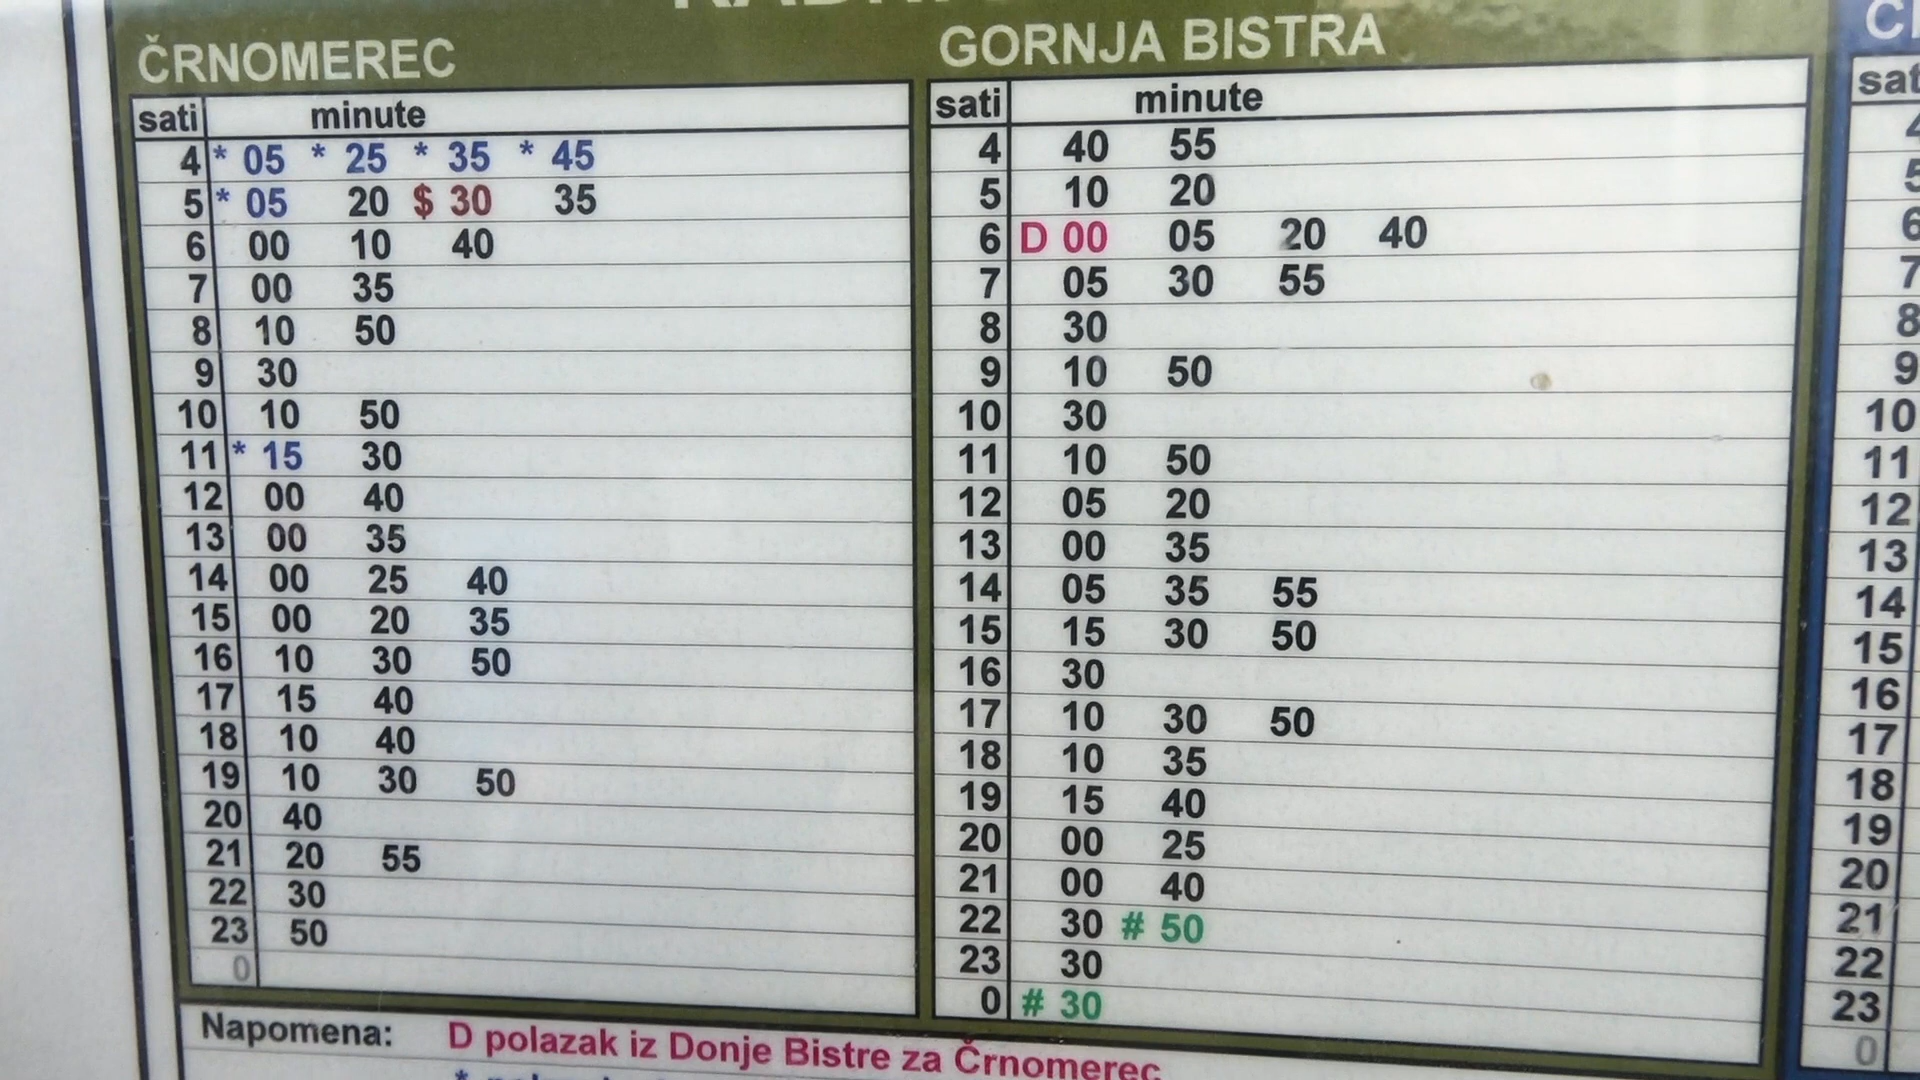 ČRNOMEREC
sati minute
4 * 05 * 25 * 35 * 45
5 * 05 20 $ 30 35
6 00 10 40
7 00 35
8 10 50
9 30
10 10 50
11 * 15 30
12 00 40
13 00 35
14 00 25 40
15 00 20 35
16 10 30 50
17 15 40
18 10 40
19 10 30 50
20 40
21 20 55
22 30
23 50
0
GORNJA BISTRA
sati minute
4 40 55
5 10 20
6 D 00 05 20 40
7 05 30 55
8 30
9 10 50
10 30
11 10 50
12 05 20
13 00 35
14 05 35 55
15 15 30 50
16 30
17 10 30 50
18 10 35
19 15 40
20 00 25
21 00 40
22 30 # 50
23 30
0 # 30
Napomena: D polazak iz Donje Bistre za Črnomerec
4
5
6
7
8
9
10
11
12
13
14
15
16
17
18
19
20
21
22
23
0